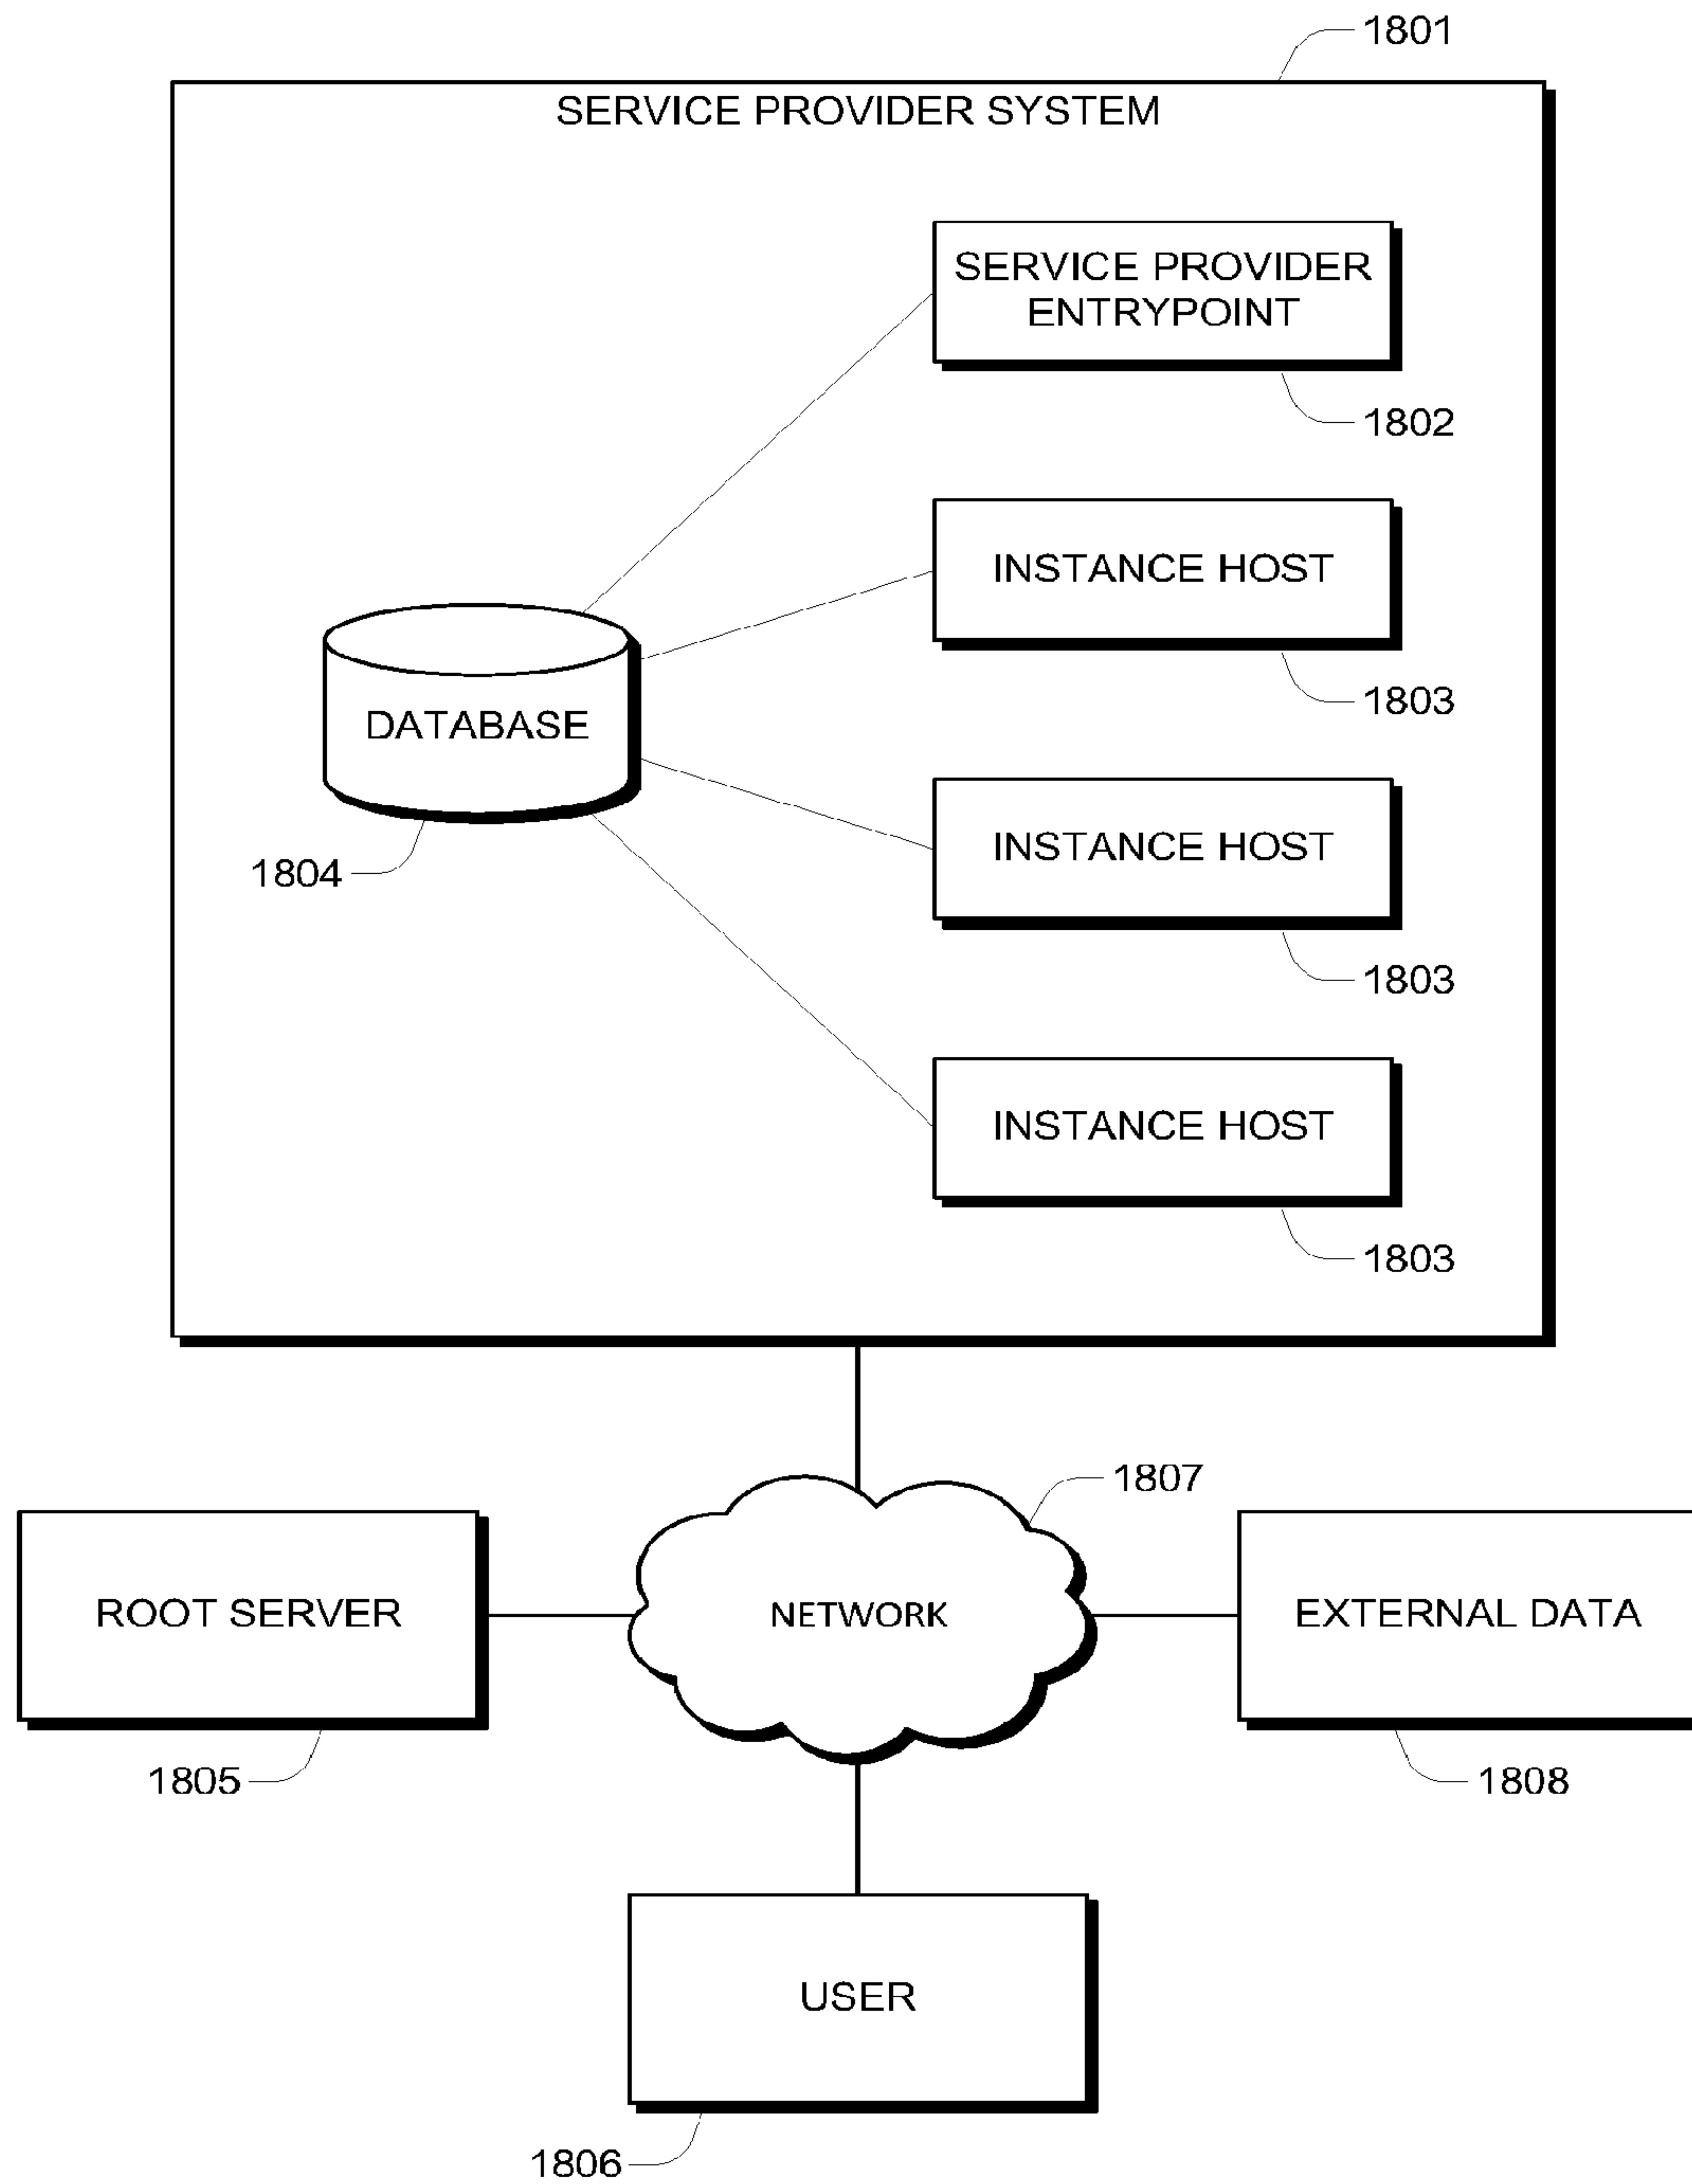 1801
SERVICE PROVIDER SYSTEM
SERVICE PROVIDER
ENTRYPOINT
1802
INSTANCE HOST
1803
DATABASE
1804
INSTANCE HOST
1803
INSTANCE HOST
1803
1807
ROOT SERVER
NETWORK
EXTERNAL DATA
1805
1808
USER
1806